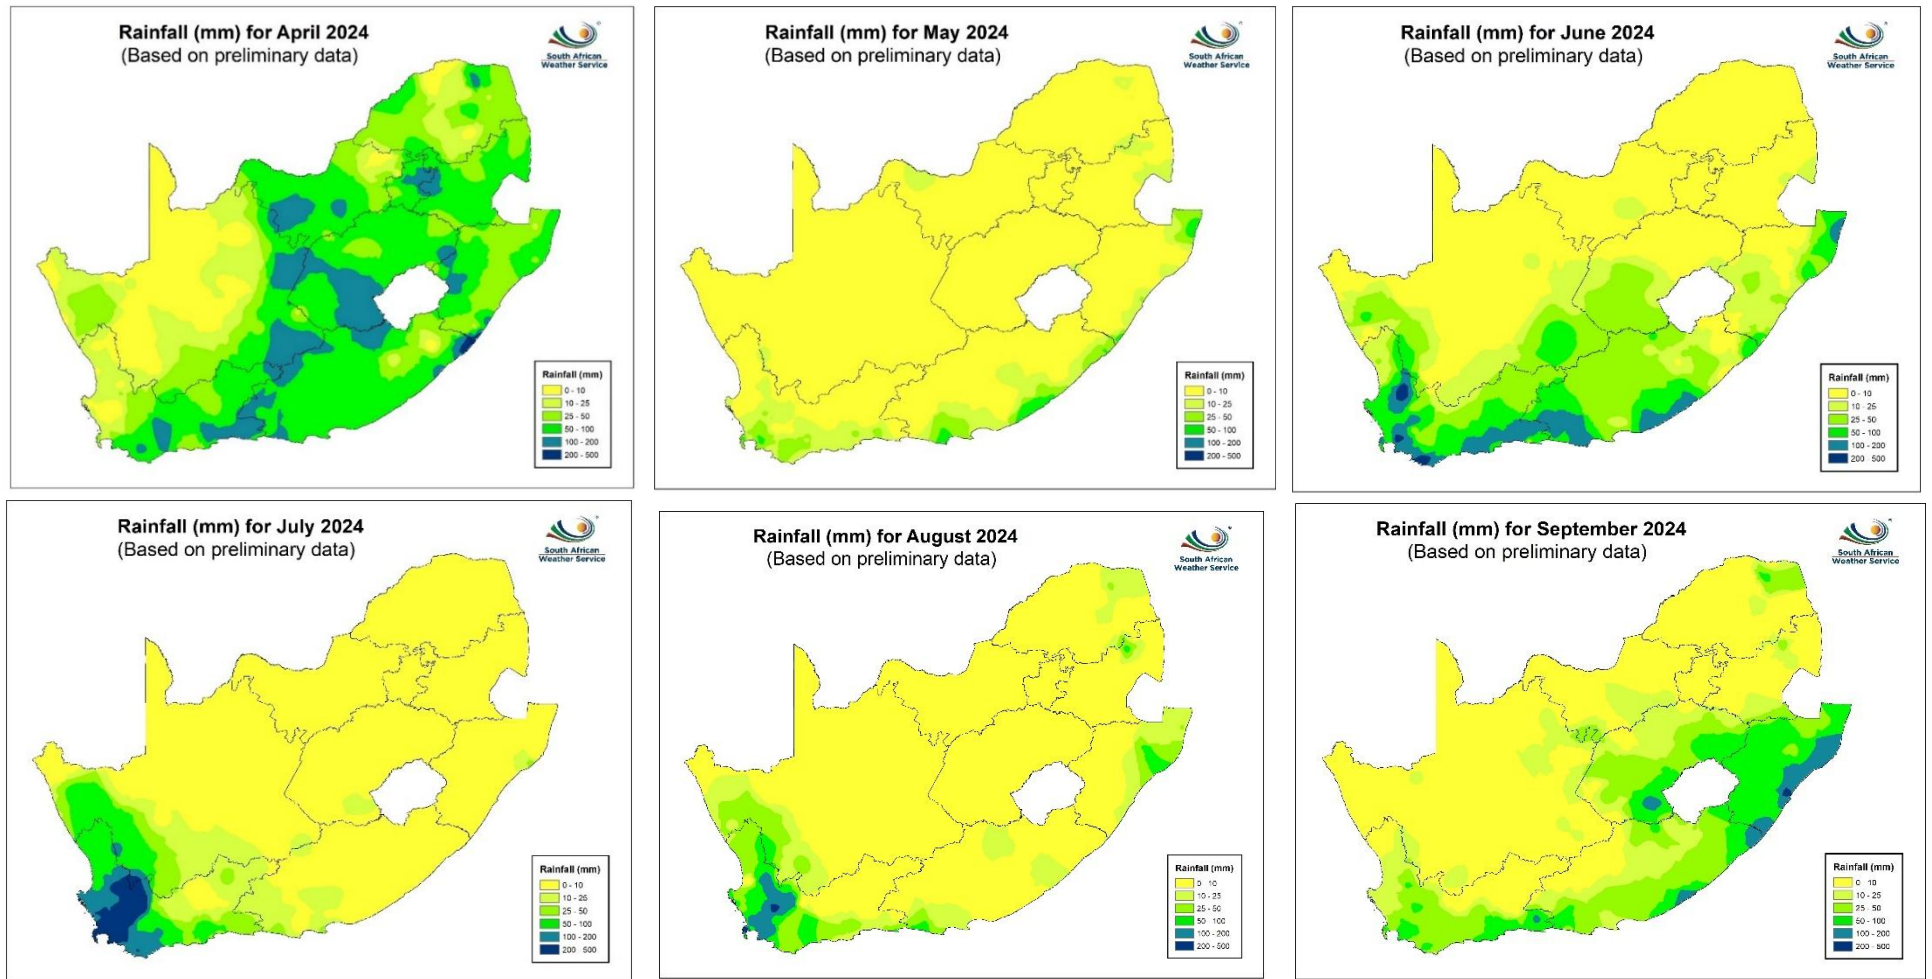 Rainfall (mm) for April 2024
(Based on preliminary data)
South African
Weather Service
Rainfall (mm)
0 - 10
10 - 25
25 - 50
50 - 100
100 - 200
200 - 500
Rainfall (mm) for May 2024
(Based on preliminary data)
South African
Weather Service
Rainfall (mm)
0 - 10
10 - 25
25 - 50
50 - 100
100 - 200
200 - 500
Rainfall (mm) for June 2024
(Based on preliminary data)
South African
Weather Service
Rainfall (mm)
0 - 10
10 - 25
25 - 50
50 - 100
100 - 200
200 - 500
Rainfall (mm) for July 2024
(Based on preliminary data)
South African
Weather Service
Rainfall (mm)
0 - 10
10 - 25
25 - 50
50 - 100
100 - 200
200 - 500
Rainfall (mm) for August 2024
(Based on preliminary data)
South African
Weather Service
Rainfall (mm)
0 - 10
10 - 25
25 - 50
50 - 100
100 - 200
200 - 500
Rainfall (mm) for September 2024
(Based on preliminary data)
South African
Weather Service
Rainfall (mm)
0 - 10
10 - 25
25 - 50
50 - 100
100 - 200
200 - 500